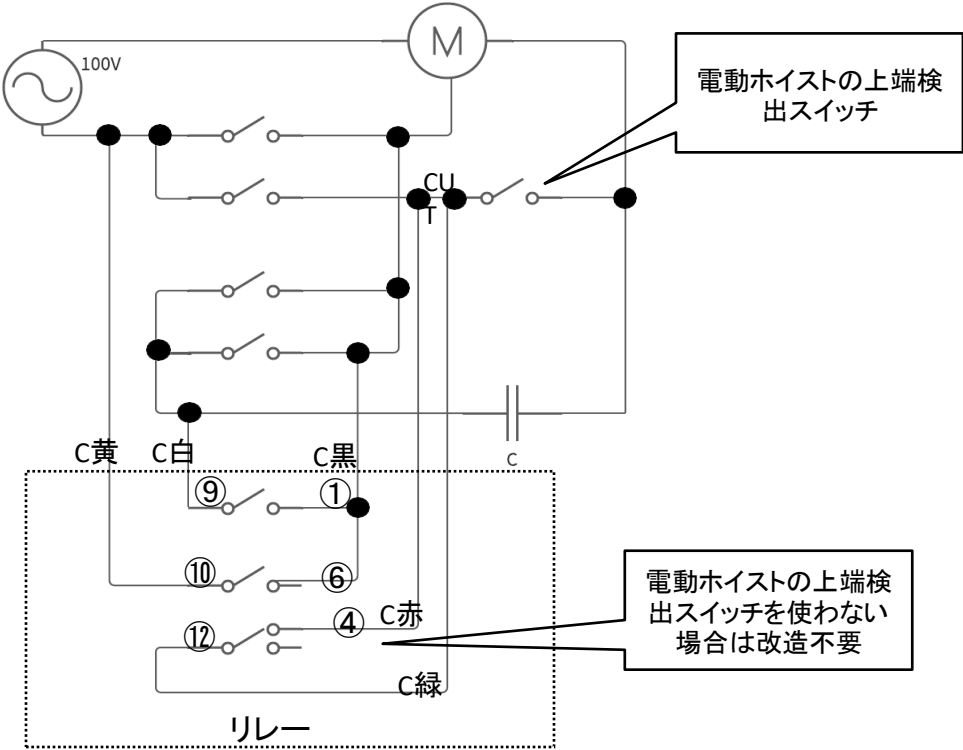 M
100V
電動ホイストの上端検
出スイッチ
CU
T
C黄
C白
C黒
C
⑨
①
⑩
⑥
④
C赤
⑫
C緑
リレー
電動ホイストの上端検
出スイッチを使わない
場合は改造不要